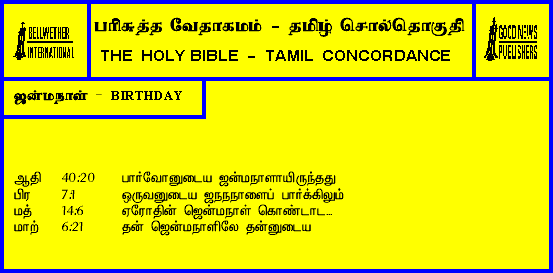 BELLWETHER
INTERNATIONAL
பரிசுத்த வேதாகமம் - தமிழ் சொல்தொகுதி
THE HOLY BIBLE - TAMIL CONCORDANCE
GOOD NEWS
PUBLISHERS
ஜன்மநாள் - BIRTHDAY
ஆதி 40:20 பார்வோனுடைய ஜன்மநாளாயிருந்தது
பிர 7:1 ஒருவனுடைய ஜநநநாளைப் பார்க்கிலும்
மத் 14:6 ஏரோதின் ஜென்மநாள் கொண்டாட...
மாற் 6:21 தன் ஜென்மநாளிலே தன்னுடைய